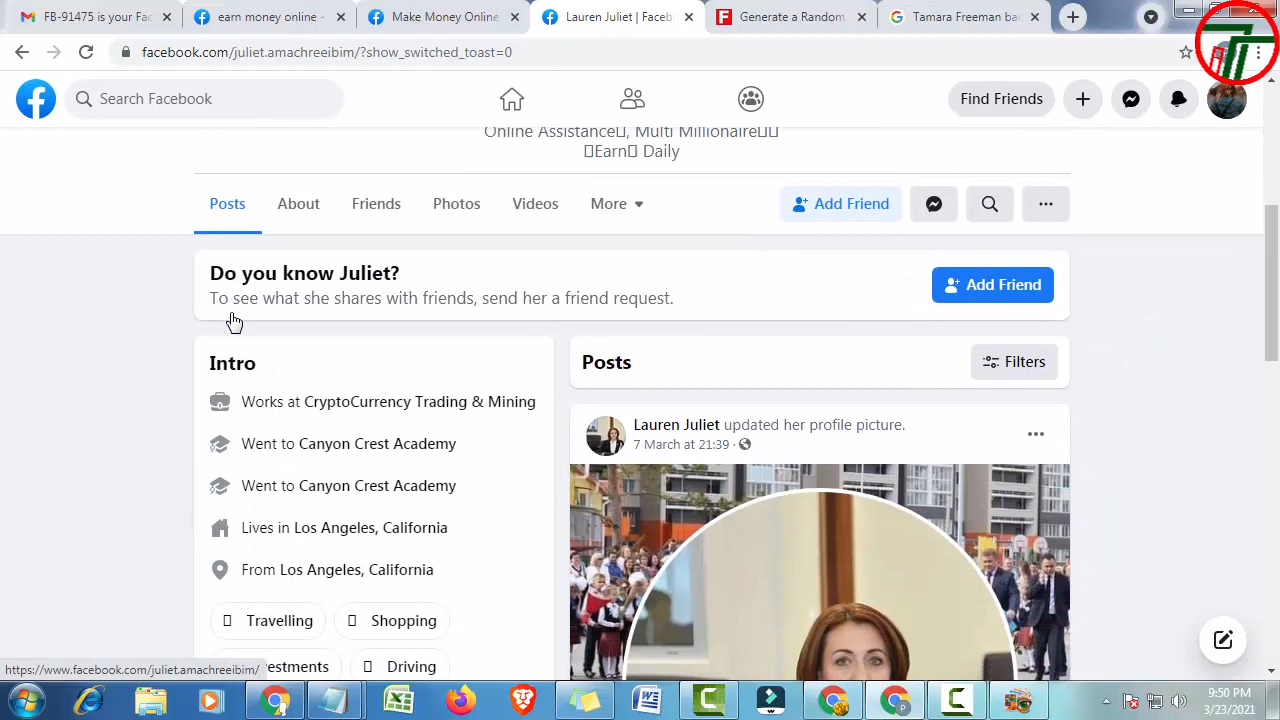 FB-91475 is your Fac
earn money online -
Make Money Online
Lauren Juliet | Faceb
Generate a Random
Tamanna bhatian ba
facebook.com/juliet.amachreeibim/?show_switched_toast=0
Search Facebook
Find Friends
Online Assistance, Multi Millionaire
Earn Daily
Posts About Friends Photos Videos More
Add Friend
Do you know Juliet?
To see what she shares with friends, send her a friend request.
Add Friend
Intro
Works at CryptoCurrency Trading & Mining
Went to Canyon Crest Academy
Went to Canyon Crest Academy
Lives in Los Angeles, California
From Los Angeles, California
Travelling Shopping
estments Driving
Posts
Filters
Lauren Juliet updated her profile picture.
7 March at 21:39
https://www.facebook.com/juliet.amachreeibim/
9:50 PM
3/23/2021